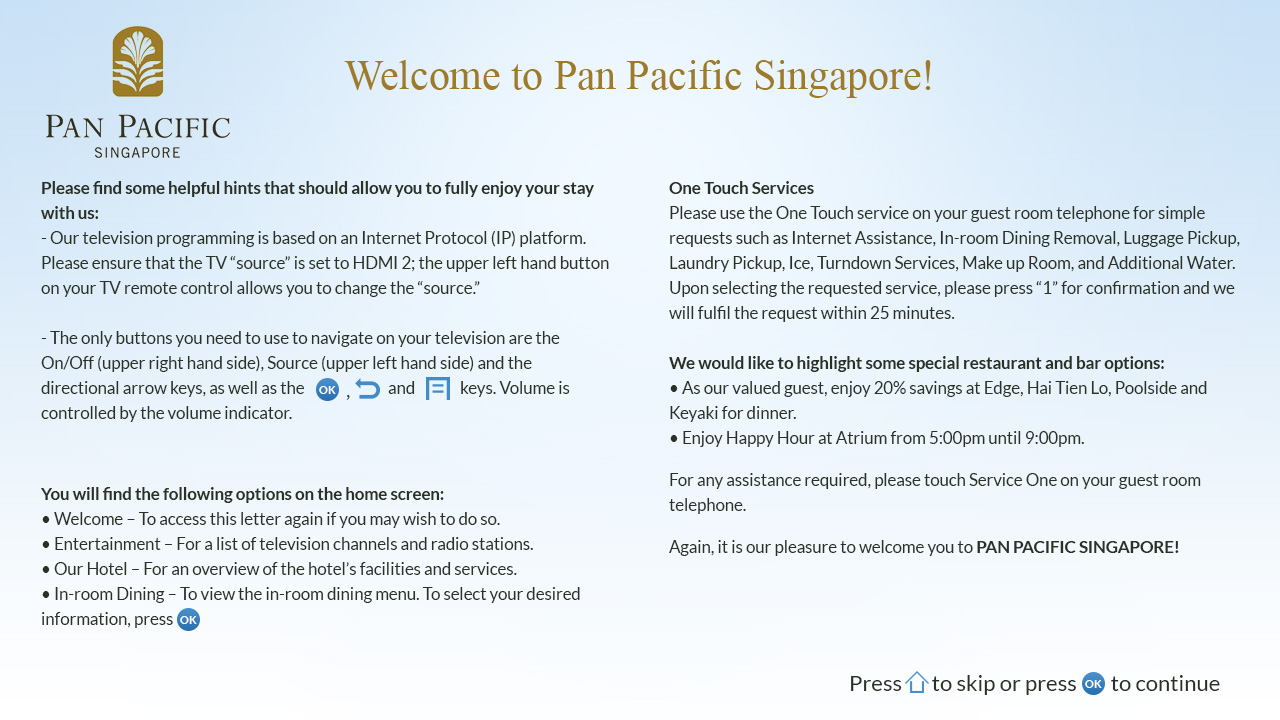 PAN PACIFIC
SINGAPORE
Welcome to Pan Pacific Singapore!
Please find some helpful hints that should allow you to fully enjoy your stay
with us:
- Our television programming is based on an Internet Protocol (IP) platform.
Please ensure that the TV “source” is set to HDMI 2; the upper left hand button
on your TV remote control allows you to change the “source.”
- The only buttons you need to use to navigate on your television are the
On/Off (upper right hand side), Source (upper left hand side) and the
directional arrow keys, as well as the OK , and keys. Volume is
controlled by the volume indicator.
You will find the following options on the home screen:
• Welcome – To access this letter again if you may wish to do so.
• Entertainment – For a list of television channels and radio stations.
• Our Hotel – For an overview of the hotel’s facilities and services.
• In-room Dining – To view the in-room dining menu. To select your desired
information, press OK
One Touch Services
Please use the One Touch service on your guest room telephone for simple
requests such as Internet Assistance, In-room Dining Removal, Luggage Pickup,
Laundry Pickup, Ice, Turndown Services, Make up Room, and Additional Water.
Upon selecting the requested service, please press “1” for confirmation and we
will fulfil the request within 25 minutes.
We would like to highlight some special restaurant and bar options:
• As our valued guest, enjoy 20% savings at Edge, Hai Tien Lo, Poolside and
Keyaki for dinner.
• Enjoy Happy Hour at Atrium from 5:00pm until 9:00pm.
For any assistance required, please touch Service One on your guest room
telephone.
Again, it is our pleasure to welcome you to PAN PACIFIC SINGAPORE!
Press to skip or press OK to continue